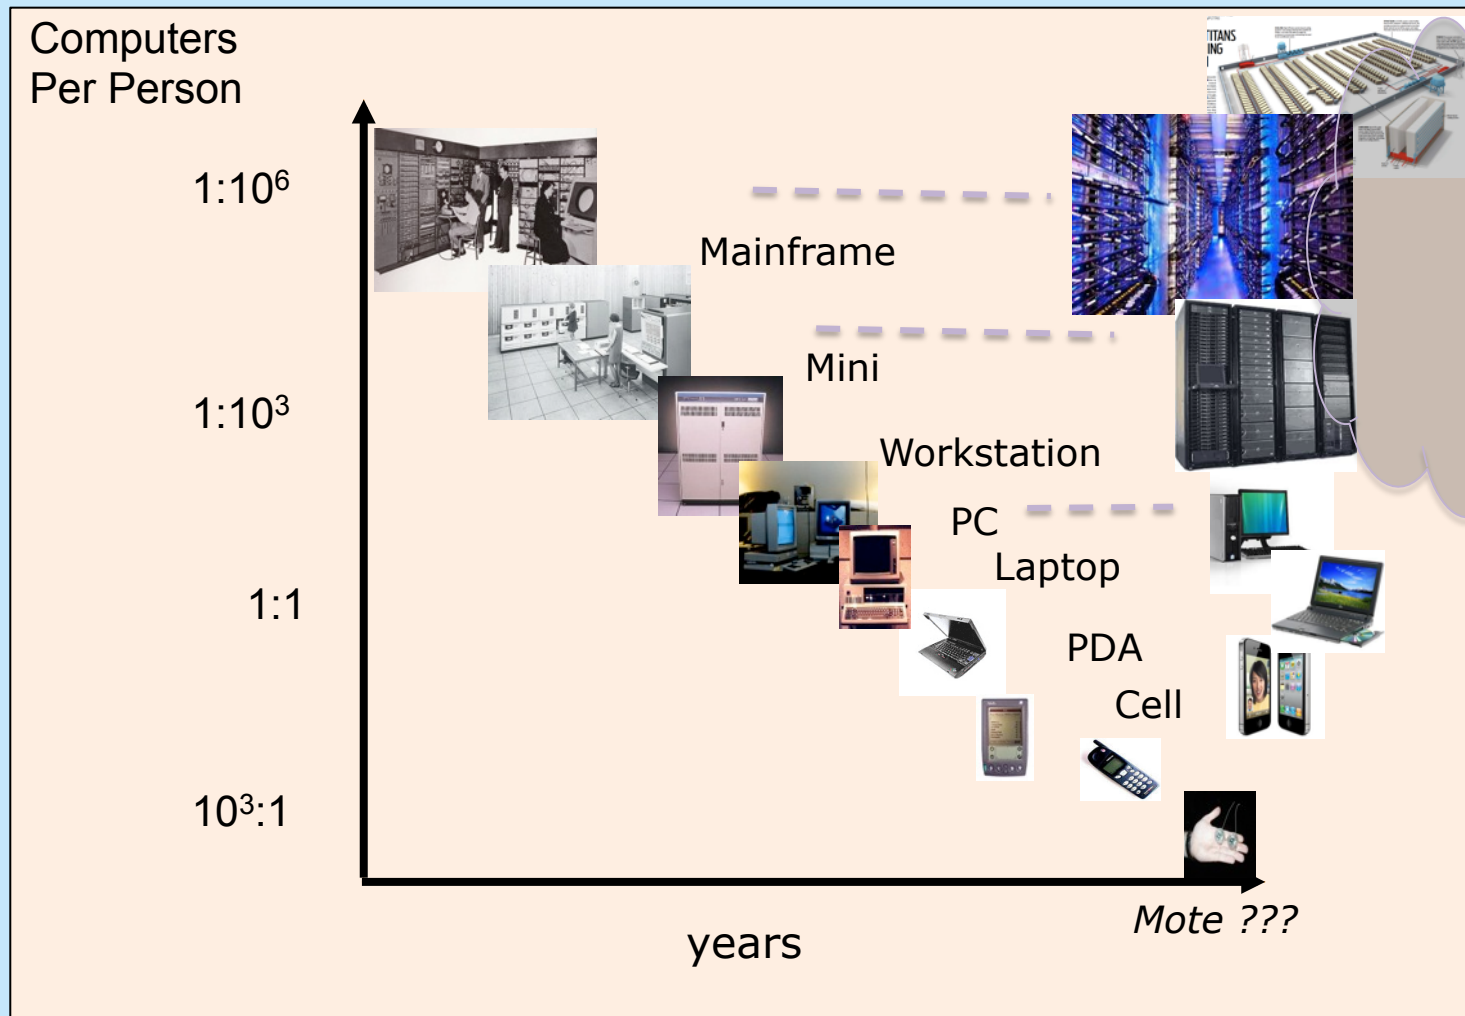 Computers
Per Person
TITANS
1:10⁶
Mainframe
Mini
1:10³
Workstation
PC
Laptop
1:1
PDA
Cell
10³:1
Mote ???
years